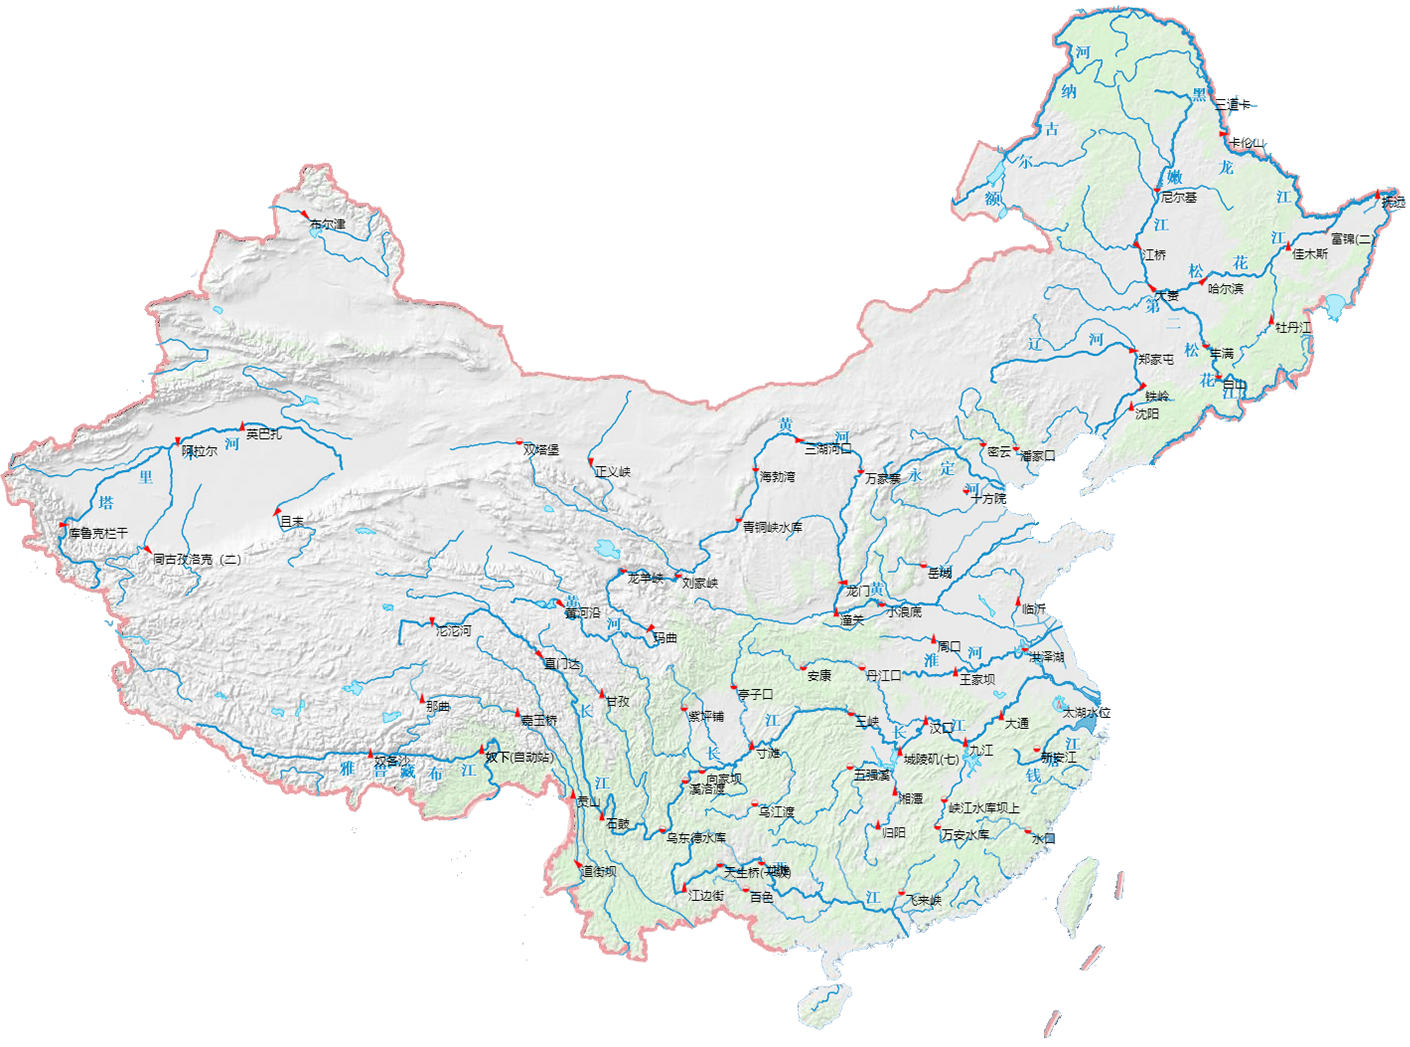 河
纳
黑
三道卡
古
卡伦山
尔
龙
嫩
额
尼尔基
江
抚远
布尔津
江
江
富锦(二)
江桥
佳木斯
松
花
哈尔滨
大赉
第
二
牡丹江
辽
河
松
丰满
郑家屯
花
白山
江
铁岭
沈阳
黄
河
英巴扎
河
阿拉尔
三湖河口
双塔堡
密云
潘家口
里
正义峡
海勃湾
万家寨
永
定
河
塔
十方院
且末
青铜峡水库
库鲁克栏干
同古孜洛克（二）
龙羊峡
刘家峡
岳城
河
龙门
黄
黄
黄河沿
小浪底
临沂
潼关
河
沱沱河
玛曲
周口
淮
河
洪泽湖
直门达
安康
丹江口
王家坝
亭子口
那曲
甘孜
长
紫坪铺
嘉玉桥
江
三峡
汉口
江
大通
太湖水位
长
寸滩
长
九江
江
奴各沙
奴下(自动站)
城陵矶(七)
新安江
雅
鲁
藏
布
江
向家坝
五强溪
钱
江
溪洛渡
贡山
湘潭
石鼓
乌江渡
峡江水库坝上
乌东德水库
归阳
万安水库
水口
道街坝
天生桥(一级)
西
江边街
百色
江
飞来峡